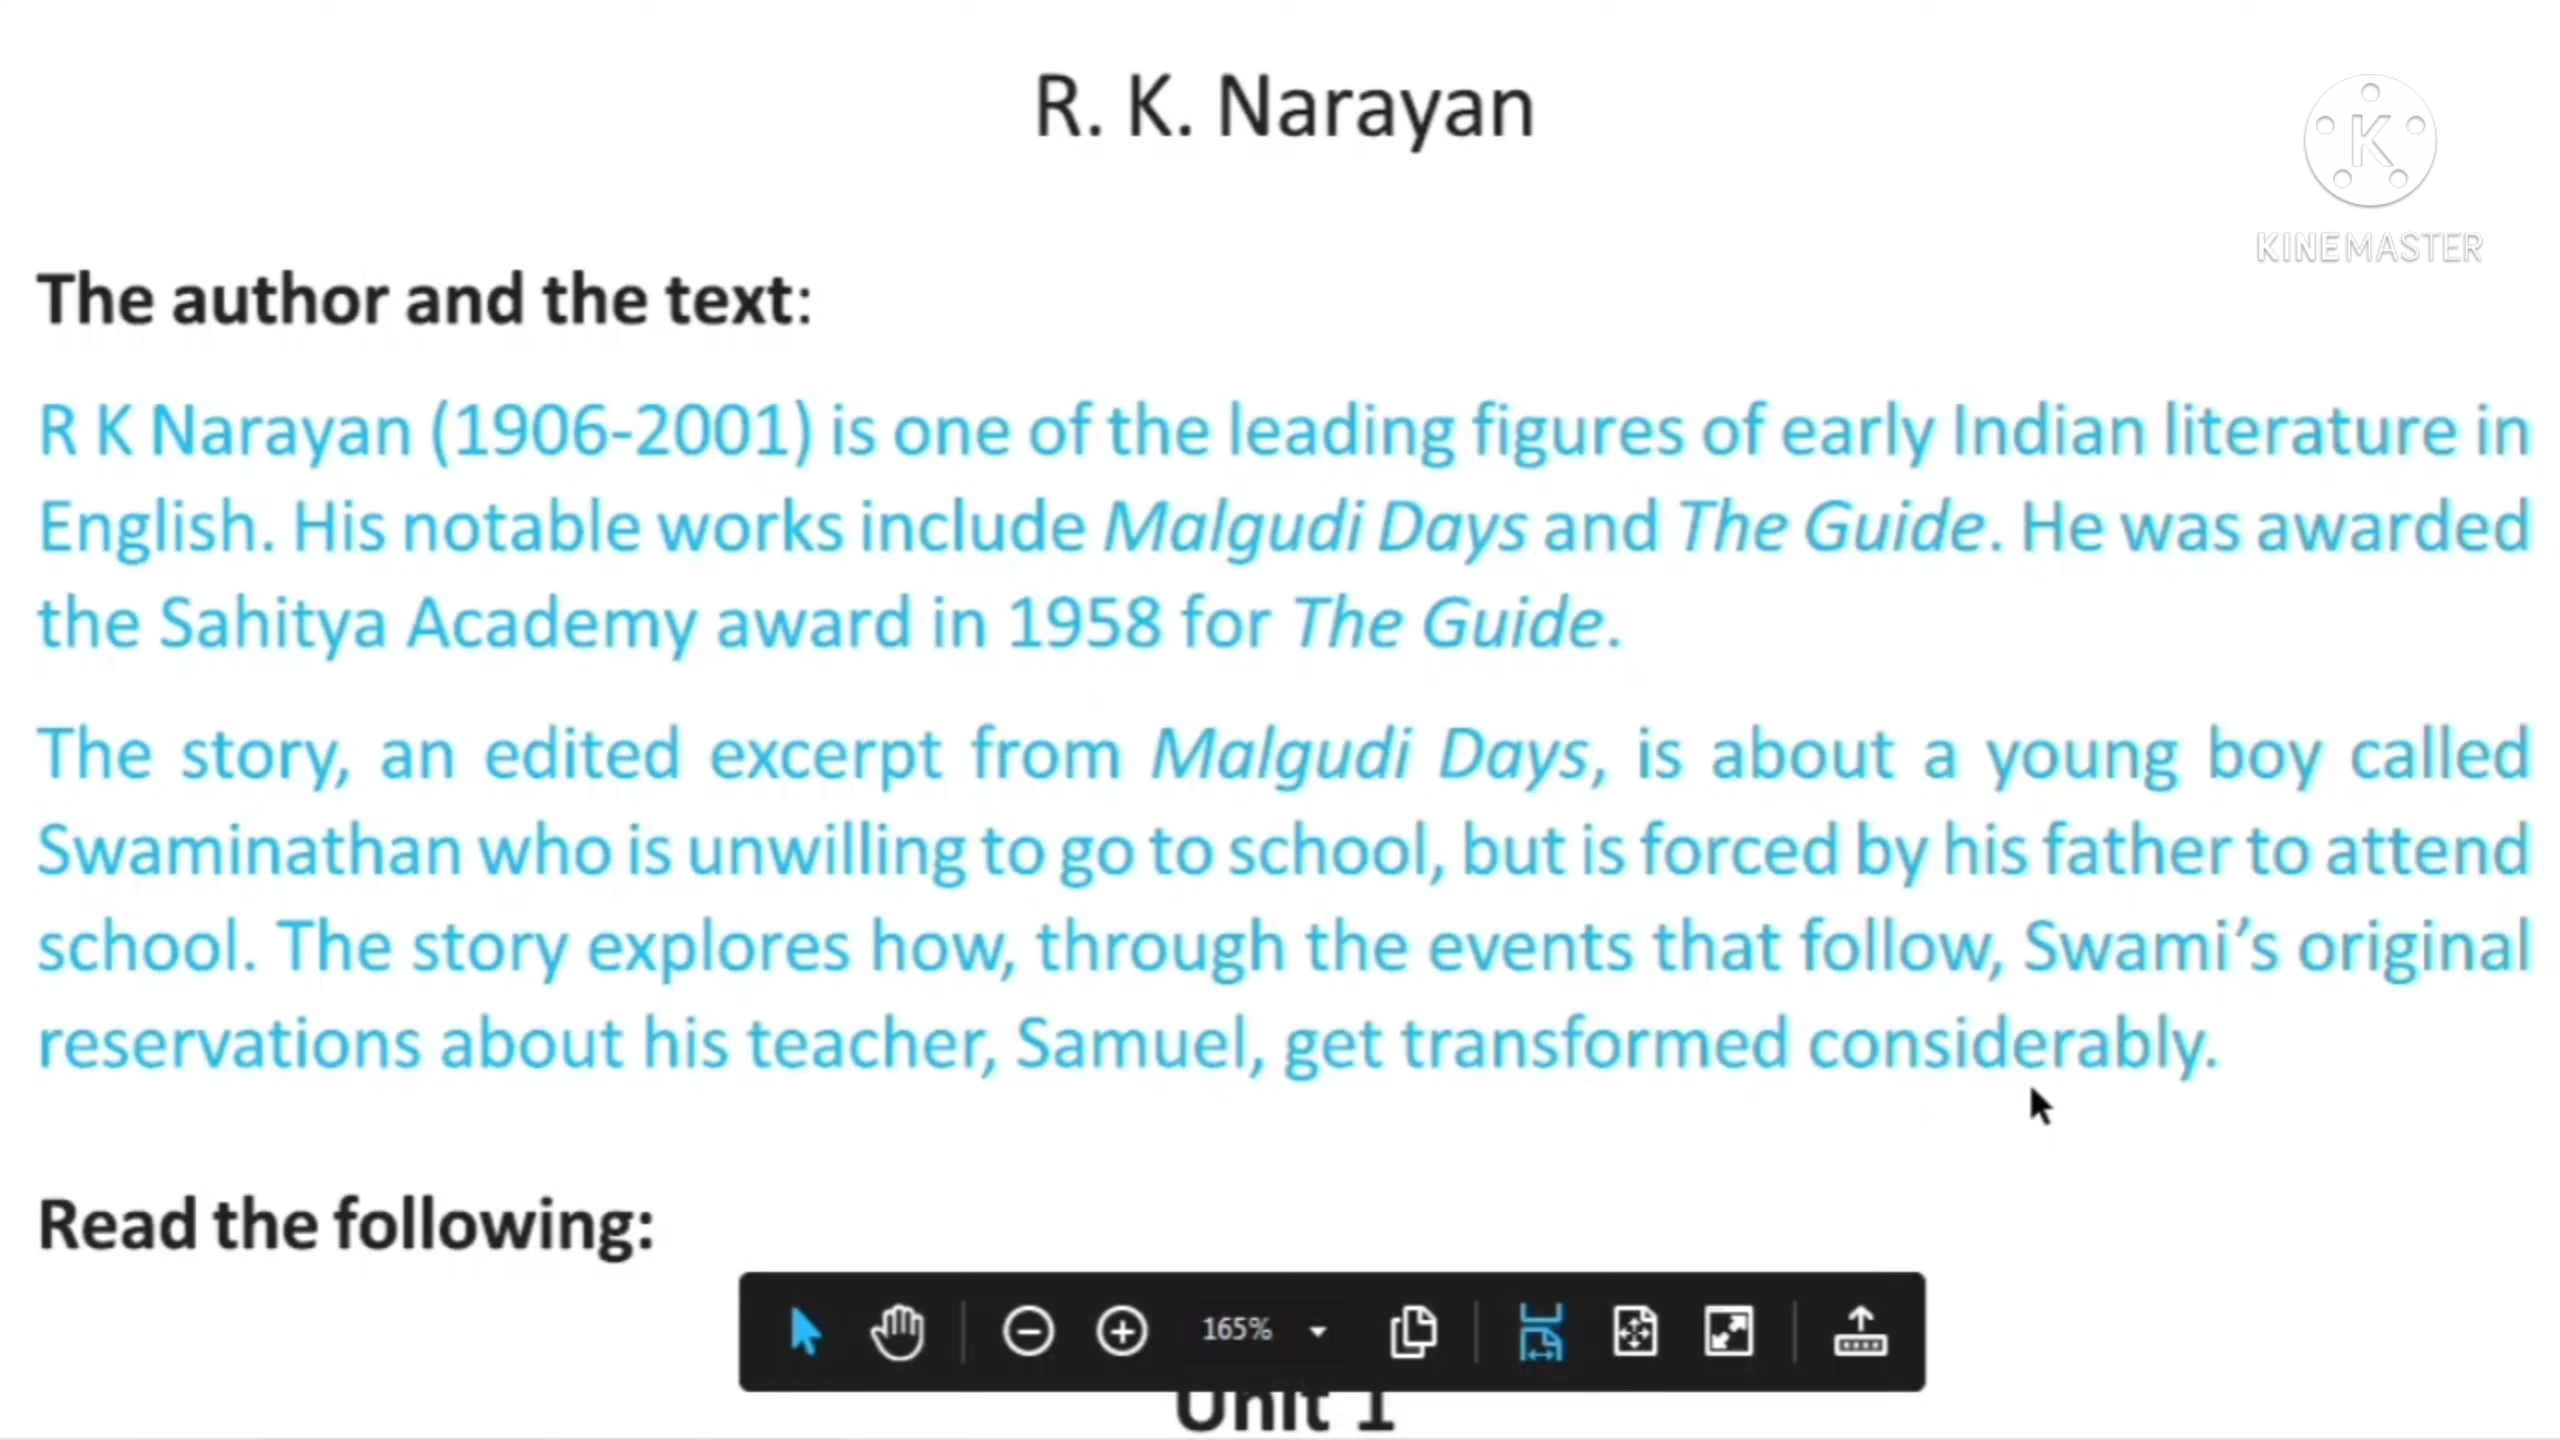 R. K. Narayan
KINEMASTER
The author and the text:
R K Narayan (1906-2001) is one of the leading figures of early Indian literature in
English. His notable works include Malgudi Days and The Guide. He was awarded
the Sahitya Academy award in 1958 for The Guide.
The story, an edited excerpt from Malgudi Days, is about a young boy called
Swaminathan who is unwilling to go to school, but is forced by his father to attend
school. The story explores how, through the events that follow, Swami’s original
reservations about his teacher, Samuel, get transformed considerably.
Read the following:
165%
Unit 1